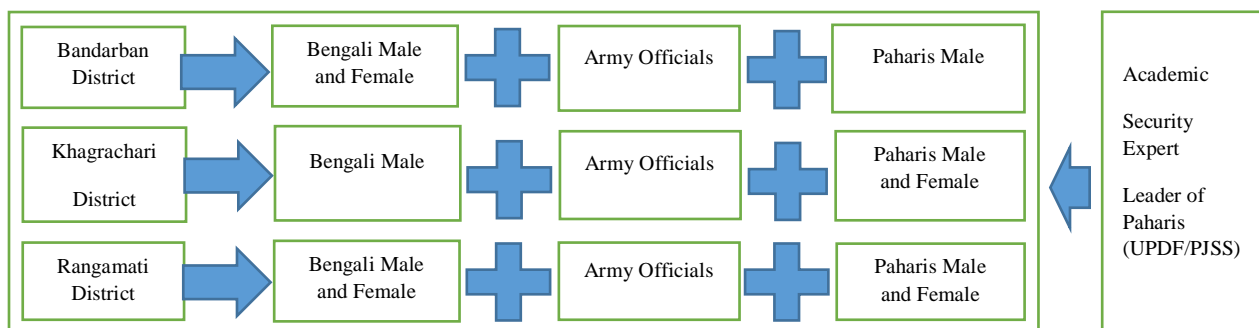 Bandarban
District
Bengali Male
and Female
Army Officials
Paharis Male
Khagrachari
District
Bengali Male
Army Officials
Paharis Male
and Female
Rangamati
District
Bengali Male
and Female
Army Officials
Paharis Male
and Female
Academic
Security
Expert
Leader of
Paharis
(UPDF/PJSS)